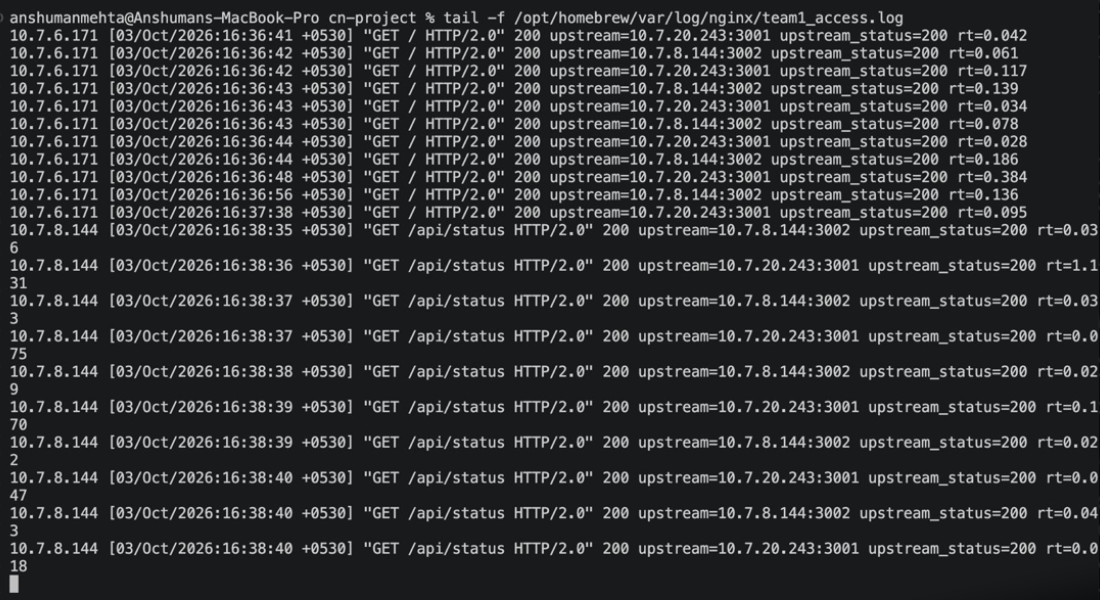 anshumanmehta@Anshumans-MacBook-Pro cn-project % tail -f /opt/homebrew/var/log/nginx/team1_access.log
10.7.6.171 [03/Oct/2026:16:36:41 +0530] "GET / HTTP/2.0" 200 upstream=10.7.20.243:3001 upstream_status=200 rt=0.042
10.7.6.171 [03/Oct/2026:16:36:42 +0530] "GET / HTTP/2.0" 200 upstream=10.7.8.144:3002 upstream_status=200 rt=0.061
10.7.6.171 [03/Oct/2026:16:36:42 +0530] "GET / HTTP/2.0" 200 upstream=10.7.20.243:3001 upstream_status=200 rt=0.117
10.7.6.171 [03/Oct/2026:16:36:43 +0530] "GET / HTTP/2.0" 200 upstream=10.7.8.144:3002 upstream_status=200 rt=0.139
10.7.6.171 [03/Oct/2026:16:36:43 +0530] "GET / HTTP/2.0" 200 upstream=10.7.20.243:3001 upstream_status=200 rt=0.034
10.7.6.171 [03/Oct/2026:16:36:43 +0530] "GET / HTTP/2.0" 200 upstream=10.7.8.144:3002 upstream_status=200 rt=0.078
10.7.6.171 [03/Oct/2026:16:36:44 +0530] "GET / HTTP/2.0" 200 upstream=10.7.20.243:3001 upstream_status=200 rt=0.028
10.7.6.171 [03/Oct/2026:16:36:44 +0530] "GET / HTTP/2.0" 200 upstream=10.7.8.144:3002 upstream_status=200 rt=0.186
10.7.6.171 [03/Oct/2026:16:36:48 +0530] "GET / HTTP/2.0" 200 upstream=10.7.20.243:3001 upstream_status=200 rt=0.384
10.7.6.171 [03/Oct/2026:16:36:56 +0530] "GET / HTTP/2.0" 200 upstream=10.7.8.144:3002 upstream_status=200 rt=0.136
10.7.6.171 [03/Oct/2026:16:37:38 +0530] "GET / HTTP/2.0" 200 upstream=10.7.20.243:3001 upstream_status=200 rt=0.095
10.7.8.144 [03/Oct/2026:16:38:35 +0530] "GET /api/status HTTP/2.0" 200 upstream=10.7.8.144:3002 upstream_status=200 rt=0.03
6
10.7.8.144 [03/Oct/2026:16:38:36 +0530] "GET /api/status HTTP/2.0" 200 upstream=10.7.20.243:3001 upstream_status=200 rt=1.1
31
10.7.8.144 [03/Oct/2026:16:38:37 +0530] "GET /api/status HTTP/2.0" 200 upstream=10.7.8.144:3002 upstream_status=200 rt=0.03
3
10.7.8.144 [03/Oct/2026:16:38:37 +0530] "GET /api/status HTTP/2.0" 200 upstream=10.7.20.243:3001 upstream_status=200 rt=0.0
75
10.7.8.144 [03/Oct/2026:16:38:38 +0530] "GET /api/status HTTP/2.0" 200 upstream=10.7.8.144:3002 upstream_status=200 rt=0.02
9
10.7.8.144 [03/Oct/2026:16:38:39 +0530] "GET /api/status HTTP/2.0" 200 upstream=10.7.20.243:3001 upstream_status=200 rt=0.1
70
10.7.8.144 [03/Oct/2026:16:38:39 +0530] "GET /api/status HTTP/2.0" 200 upstream=10.7.8.144:3002 upstream_status=200 rt=0.02
2
10.7.8.144 [03/Oct/2026:16:38:40 +0530] "GET /api/status HTTP/2.0" 200 upstream=10.7.20.243:3001 upstream_status=200 rt=0.0
47
10.7.8.144 [03/Oct/2026:16:38:40 +0530] "GET /api/status HTTP/2.0" 200 upstream=10.7.8.144:3002 upstream_status=200 rt=0.04
3
10.7.8.144 [03/Oct/2026:16:38:40 +0530] "GET /api/status HTTP/2.0" 200 upstream=10.7.20.243:3001 upstream_status=200 rt=0.0
18